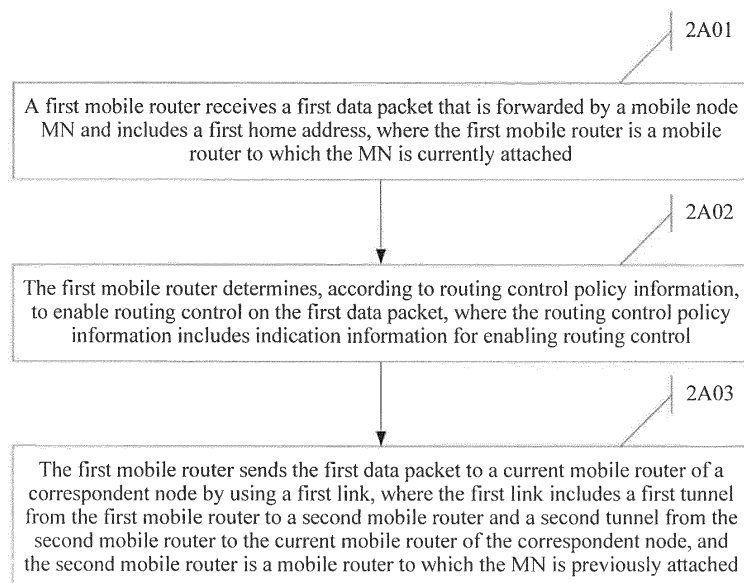 2A01
A first mobile router receives a first data packet that is forwarded by a mobile node
MN and includes a first home address, where the first mobile router is a mobile
router to which the MN is currently attached
2A02
The first mobile router determines, according to routing control policy information,
to enable routing control on the first data packet, where the routing control policy
information includes indication information for enabling routing control
2A03
The first mobile router sends the first data packet to a current mobile router of a
correspondent node by using a first link, where the first link includes a first tunnel
from the first mobile router to a second mobile router and a second tunnel from the
second mobile router to the current mobile router of the correspondent node, and
the second mobile router is a mobile router to which the MN is previously attached